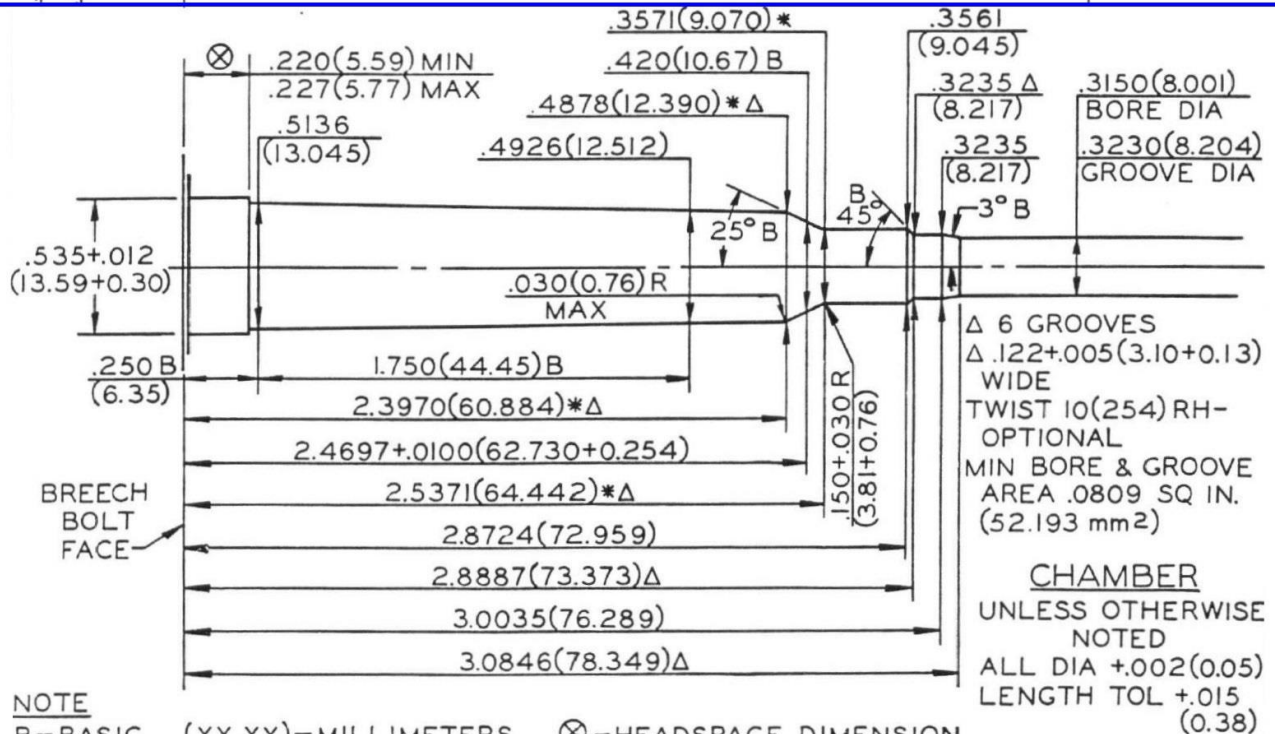 .3571(9.070)*
.3561
(9.045)
⊗
.220(5.59) MIN
.227(5.77) MAX
.420(10.67) B
.3235 Δ
(8.217)
.3150(8.001)
BORE DIA
.4878(12.390)*Δ
.5136
(13.045)
.4926(12.512)
.3235
(8.217)
.3230(8.204)
GROOVE DIA
25° B
B
45°
3° B
.535+.012
(13.59+0.30)
.030(0.76) R
MAX
.250 B
(6.35)
1.750(44.45)B
2.3970(60.884)*Δ
2.4697+.0100(62.730+0.254)
2.5371(64.442)*Δ
.150+.030 R
(3.81+0.76)
2.8724(72.959)
2.8887(73.373)Δ
3.0035(76.289)
3.0846(78.349)Δ
BREECH
BOLT
FACE
Δ 6 GROOVES
Δ .122+.005(3.10+0.13)
WIDE
TWIST 10(254) RH-
OPTIONAL
MIN BORE & GROOVE
AREA .0809 SQ IN.
(52.193 mm2)
CHAMBER
UNLESS OTHERWISE
NOTED
ALL DIA +.002(0.05)
LENGTH TOL +.015
(0.38)
NOTE
B=BASIC (XX.XX)=MILLIMETERS ⊗=HEADSPACE DIMENSION